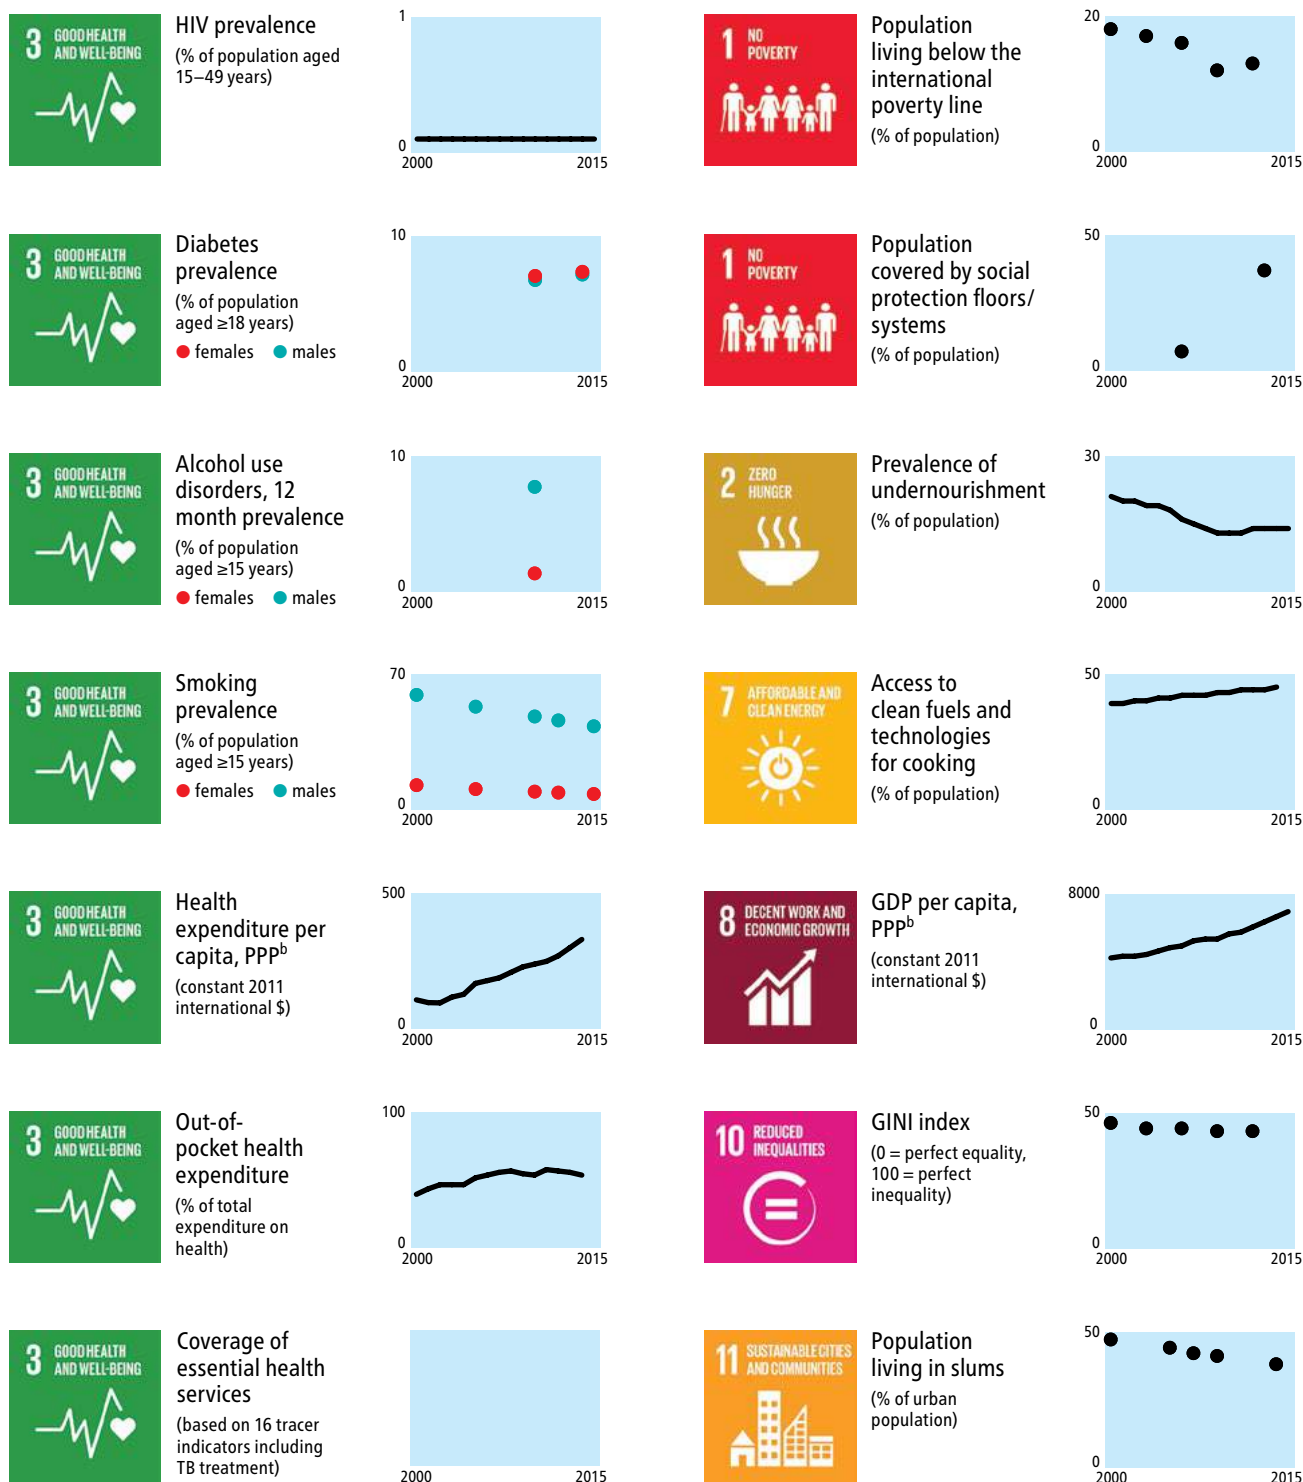 3 GOOD HEALTH
AND WELL-BEING
HIV prevalence
(% of population aged
15–49 years)
1
0
2000 2015
3 GOOD HEALTH
AND WELL-BEING
Diabetes
prevalence
(% of population
aged ≥18 years)
females males
10
0
2000 2015
3 GOOD HEALTH
AND WELL-BEING
Alcohol use
disorders, 12
month prevalence
(% of population
aged ≥15 years)
females males
10
0
2000 2015
3 GOOD HEALTH
AND WELL-BEING
Smoking
prevalence
(% of population
aged ≥15 years)
females males
70
0
2000 2015
3 GOOD HEALTH
AND WELL-BEING
Health
expenditure per
capita, PPPᵇ
(constant 2011
international $)
500
0
2000 2015
3 GOOD HEALTH
AND WELL-BEING
Out-of-
pocket health
expenditure
(% of total
expenditure on
health)
100
0
2000 2015
3 GOOD HEALTH
AND WELL-BEING
Coverage of
essential health
services
(based on 16 tracer
indicators including
TB treatment)
2000 2015
1 NO
POVERTY
Population
living below the
international
poverty line
(% of population)
20
0
2000 2015
1 NO
POVERTY
Population
covered by social
protection floors/
systems
(% of population)
50
0
2000 2015
2 ZERO
HUNGER
Prevalence of
undernourishment
(% of population)
30
0
2000 2015
7 AFFORDABLE AND
CLEAN ENERGY
Access to
clean fuels and
technologies
for cooking
(% of population)
50
0
2000 2015
8 DECENT WORK AND
ECONOMIC GROWTH
GDP per capita,
PPPᵇ
(constant 2011
international $)
8000
0
2000 2015
10 REDUCED
INEQUALITIES
GINI index
(0 = perfect equality,
100 = perfect
inequality)
50
0
2000 2015
11 SUSTAINABLE CITIES
AND COMMUNITIES
Population
living in slums
(% of urban
population)
50
0
2000 2015